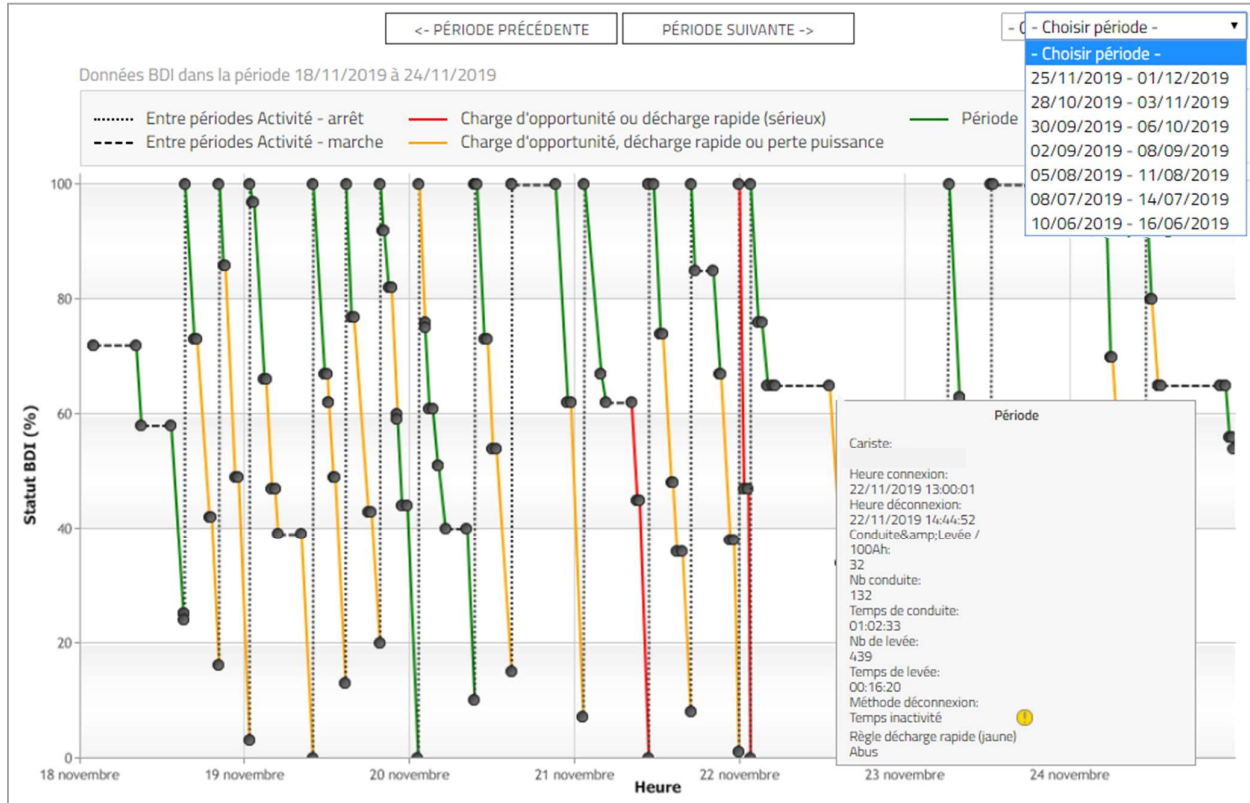 <- PÉRIODE PRÉCÉDENTE
PÉRIODE SUIVANTE ->
- Choisir période -
- Choisir période -
25/11/2019 - 01/12/2019
28/10/2019 - 03/11/2019
30/09/2019 - 06/10/2019
02/09/2019 - 08/09/2019
05/08/2019 - 11/08/2019
08/07/2019 - 14/07/2019
10/06/2019 - 16/06/2019
Données BDI dans la période 18/11/2019 à 24/11/2019
Entre périodes Activité - arrêt
Charge d'opportunité ou décharge rapide (sérieux)
Période
Entre périodes Activité - marche
Charge d'opportunité, décharge rapide ou perte puissance
100
80
60
40
20
0
Statut BDI (%)
Période
Cariste:
Heure connexion:
22/11/2019 13:00:01
Heure déconnexion:
22/11/2019 14:44:52
Conduite&amp;Levée /
100Ah:
32
Nb conduite:
132
Temps de conduite:
01:02:33
Nb de levée:
439
Temps de levée:
00:16:20
Méthode déconnexion:
Temps inactivité
Règle décharge rapide (jaune)
Abus
18 novembre
19 novembre
20 novembre
21 novembre
22 novembre
23 novembre
24 novembre
Heure